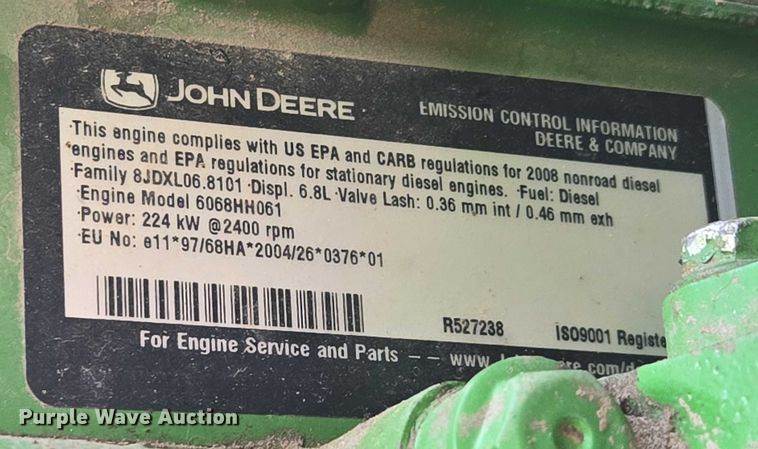 JOHN DEERE
EMISSION CONTROL INFORMATION
DEERE & COMPANY
·This engine complies with US EPA and CARB regulations for 2008 nonroad diesel
engines and EPA regulations for stationary diesel engines. ·Fuel: Diesel
·Family 8JDXL06.8101 ·Displ. 6.8L ·Valve Lash: 0.36 mm int / 0.46 mm exh
·Engine Model 6068HH061
·Power: 224 kW @2400 rpm
·EU No: e11*97/68HA*2004/26*0376*01
R527238
ISO9001
For Engine Service and Parts -- www.
Purple Wave Auction